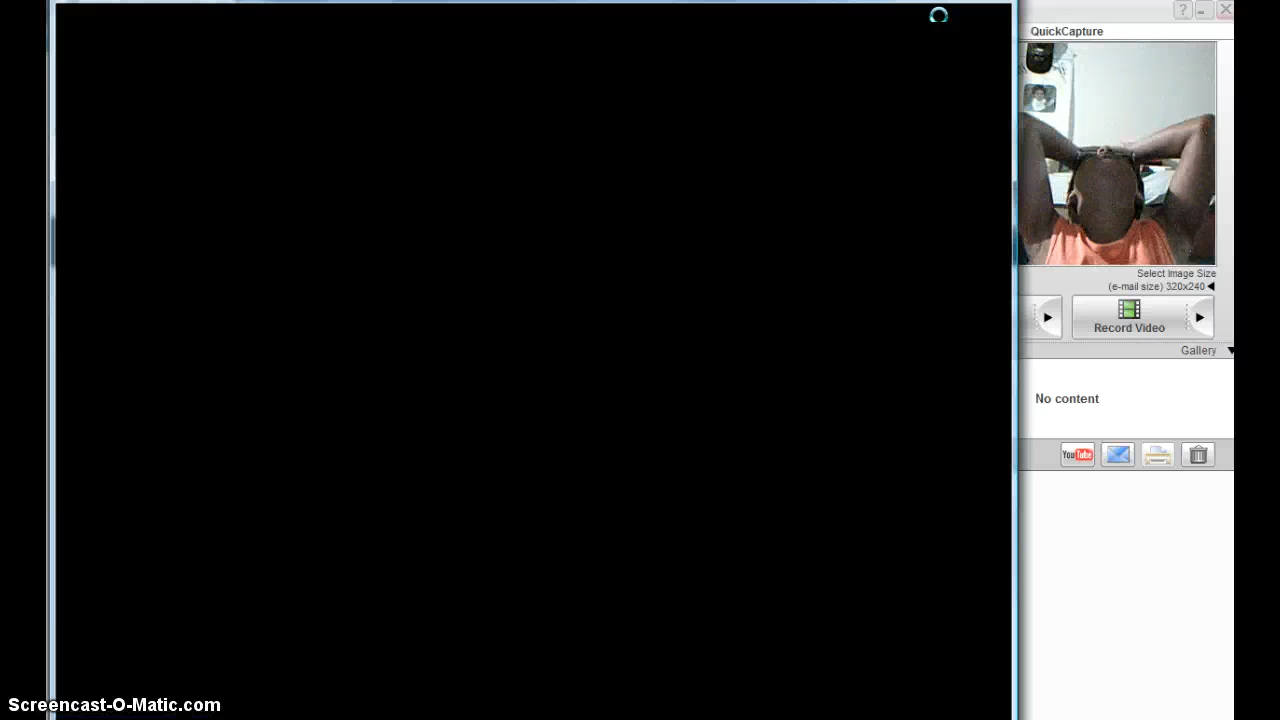 ?
QuickCapture
Select Image Size
(e-mail size) 320x240
Record Video
Gallery
No content
YouTube
Screencast-O-Matic.com